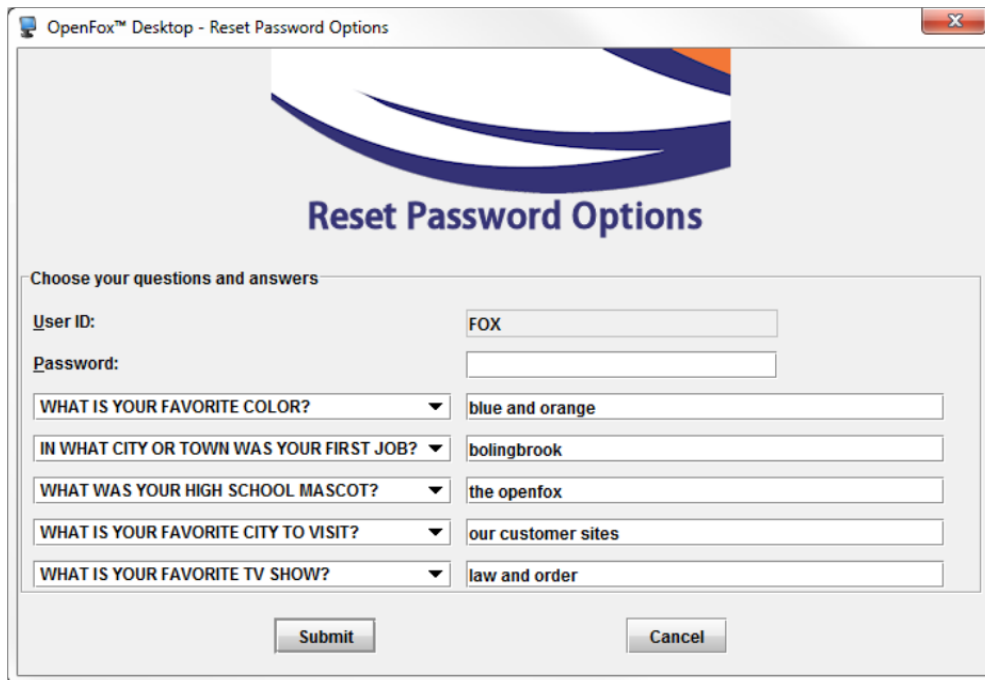 OpenFox™ Desktop - Reset Password Options
Reset Password Options
Choose your questions and answers
User ID: FOX
Password:
WHAT IS YOUR FAVORITE COLOR? blue and orange
IN WHAT CITY OR TOWN WAS YOUR FIRST JOB? bolingbrook
WHAT WAS YOUR HIGH SCHOOL MASCOT? the openfox
WHAT IS YOUR FAVORITE CITY TO VISIT? our customer sites
WHAT IS YOUR FAVORITE TV SHOW? law and order
Submit Cancel